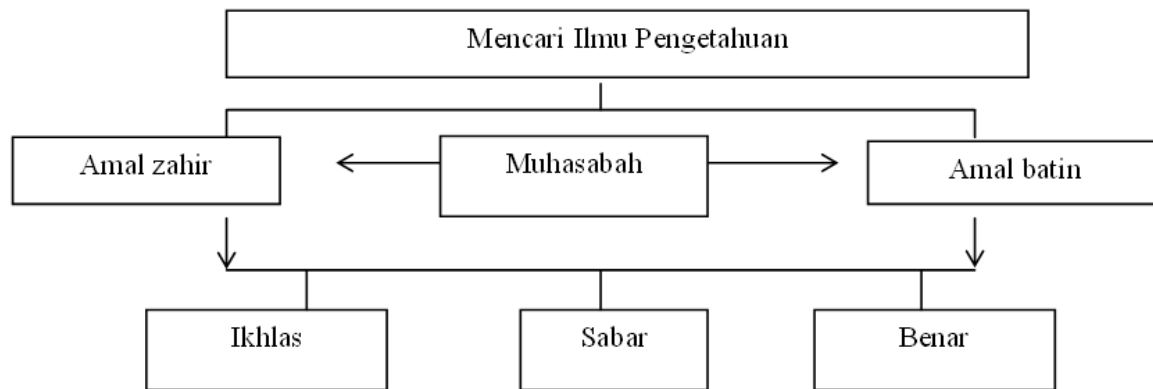 Mencari Ilmu Pengetahuan
Amal zahir
Muhasabah
Amal batin
Ikhlas
Sabar
Benar